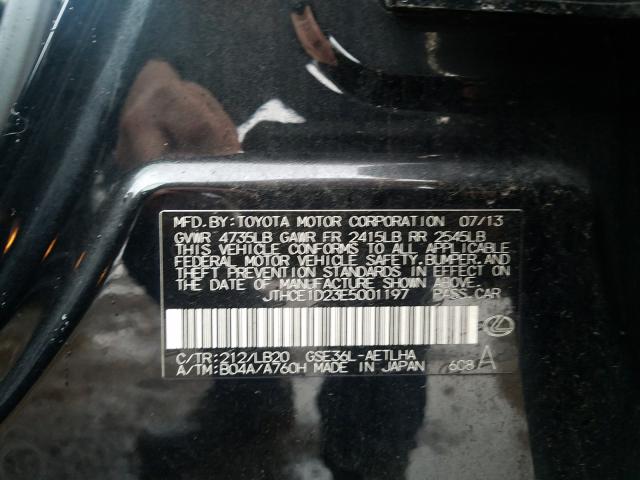 MFD. BY: TOYOTA MOTOR CORPORATION 07/13
GVWR 4735LB GAWR FR 2415LB RR 2545LB
THIS VEHICLE CONFORMS TO ALL APPLICABLE
FEDERAL MOTOR VEHICLE SAFETY, BUMPER, AND
THEFT PREVENTION STANDARDS IN EFFECT ON
THE DATE OF MANUFACTURE SHOWN ABOVE.
JTHCE1D23E5001197 PASS. CAR
C/TR: 212/LB20 GSE36L-AETLHA
A/TM: B04A/A760H MADE IN JAPAN 608 A